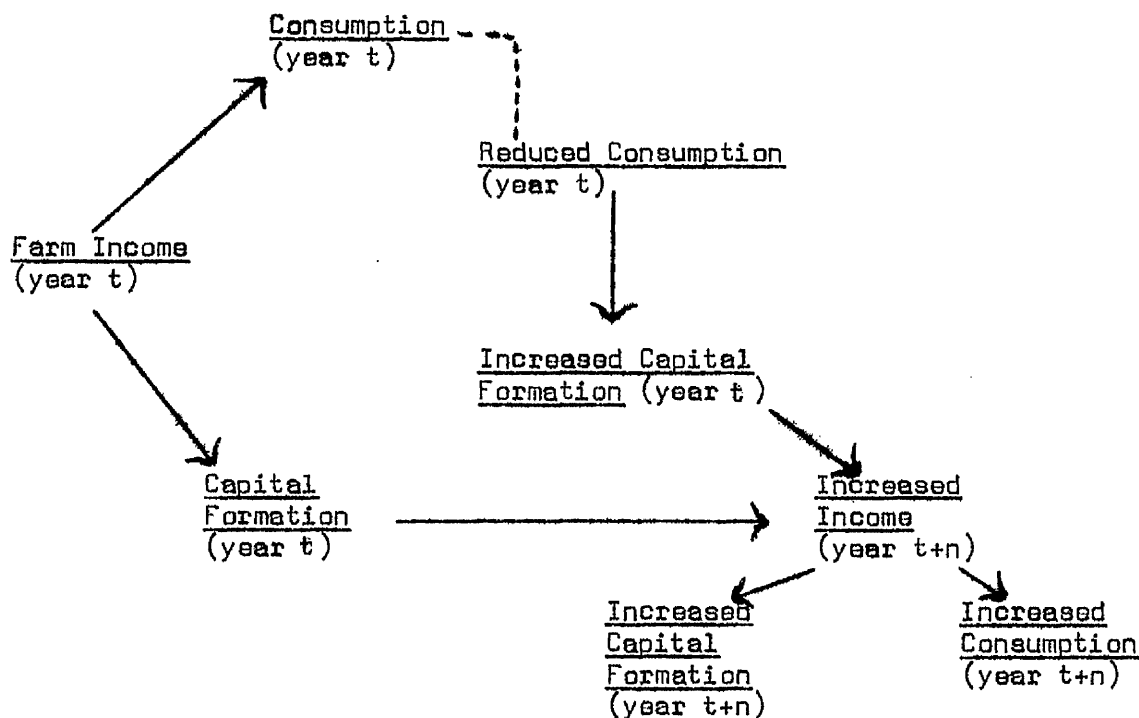 Consumption
(year t)
Reduced Consumption
(year t)
Farm Income
(year t)
Increased Capital
Formation (year t)
Capital
Formation
(year t)
Increased
Income
(year t+n)
Increased
Capital
Formation
(year t+n)
Increased
Consumption
(year t+n)